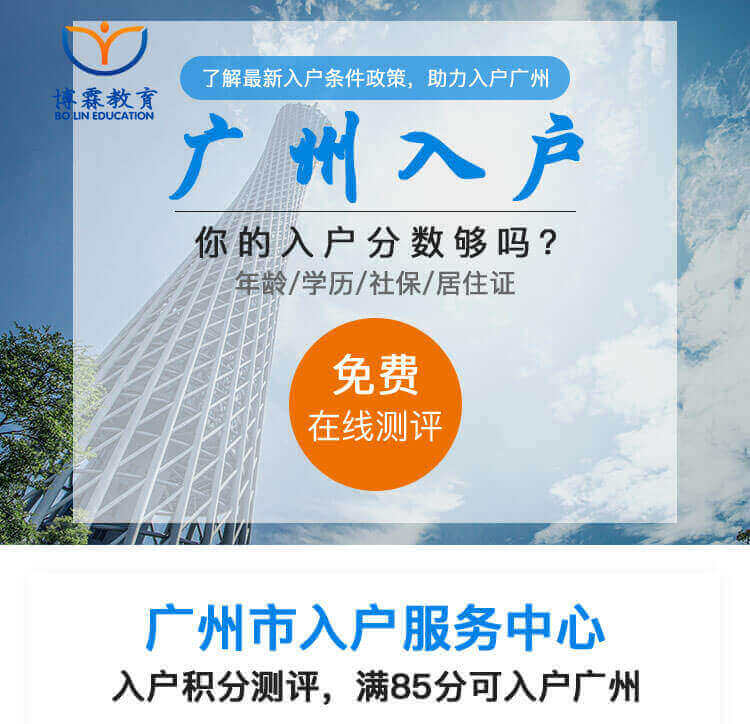 博霖教育
BO LIN EDUCATION
了解最新入户条件政策，助力入户广州
广州入户
你的入户分数够吗？
年龄/学历/社保/居住证
免费
在线测评
广州市入户服务中心
入户积分测评，满85分可入户广州